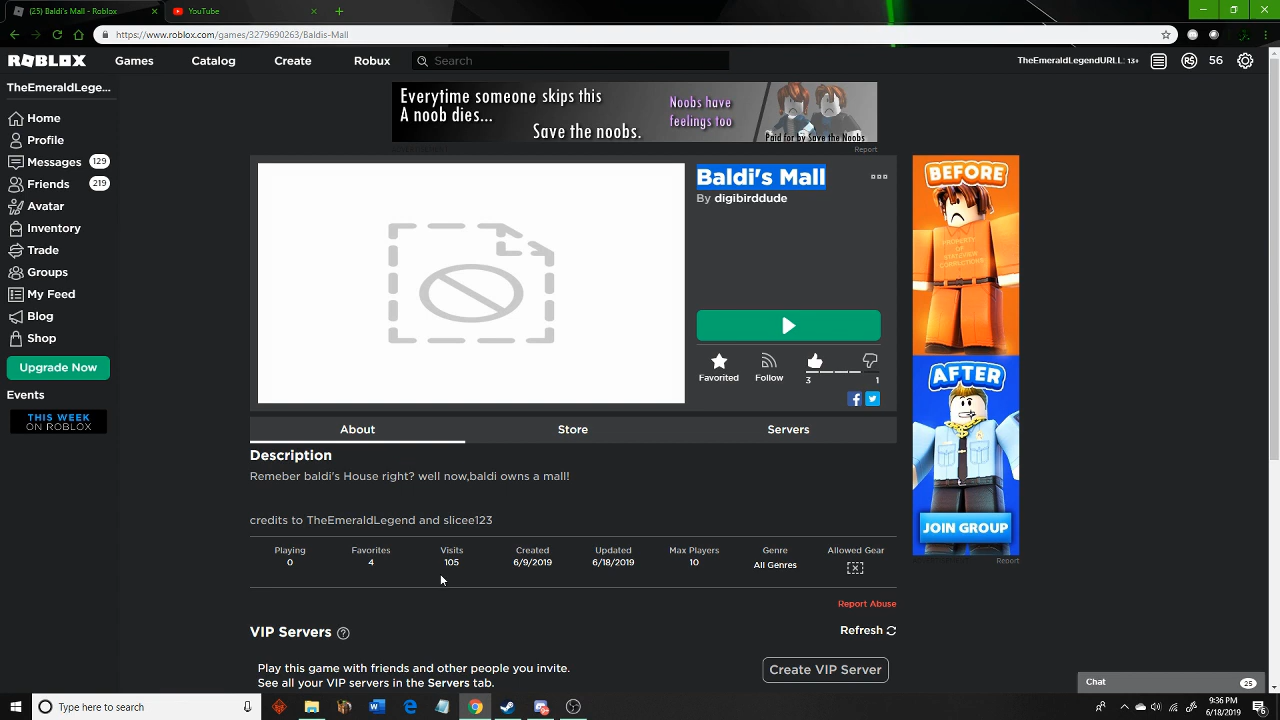 (25) Baldi's Mall - Roblox
YouTube
https://www.roblox.com/games/3279690263/Baldis-Mall
ROBLOX
Games
Catalog
Create
Robux
Search
TheEmeraldLegendURLL: 13+
56
TheEmeraldLege...
Home
Profile
Messages 129
Friends 219
Avatar
Inventory
Trade
Groups
My Feed
Blog
Shop
Upgrade Now
Events
THIS WEEK
ON ROBLOX
Everytime someone skips this
A noob dies...
Save the noobs.
Noobs have
feelings too
Paid for by Save the Noobs
Report
Baldi's Mall
By digibirddude
Favorited
Follow
3
1
BEFORE
PROPERTY
OF
STATEVIEW
CORRECTIONS
AFTER
JOIN GROUP
Report
About
Store
Servers
Description
Remeber baldi's House right? well now,baldi owns a mall!
credits to TheEmeraldLegend and slicee123
Playing
0
Favorites
4
Visits
105
Created
6/9/2019
Updated
6/18/2019
Max Players
10
Genre
All Genres
Allowed Gear
Report Abuse
VIP Servers
Refresh
Play this game with friends and other people you invite.
See all your VIP servers in the Servers tab.
Create VIP Server
Chat
25
Type here to search
9:36 PM
6/18/2019